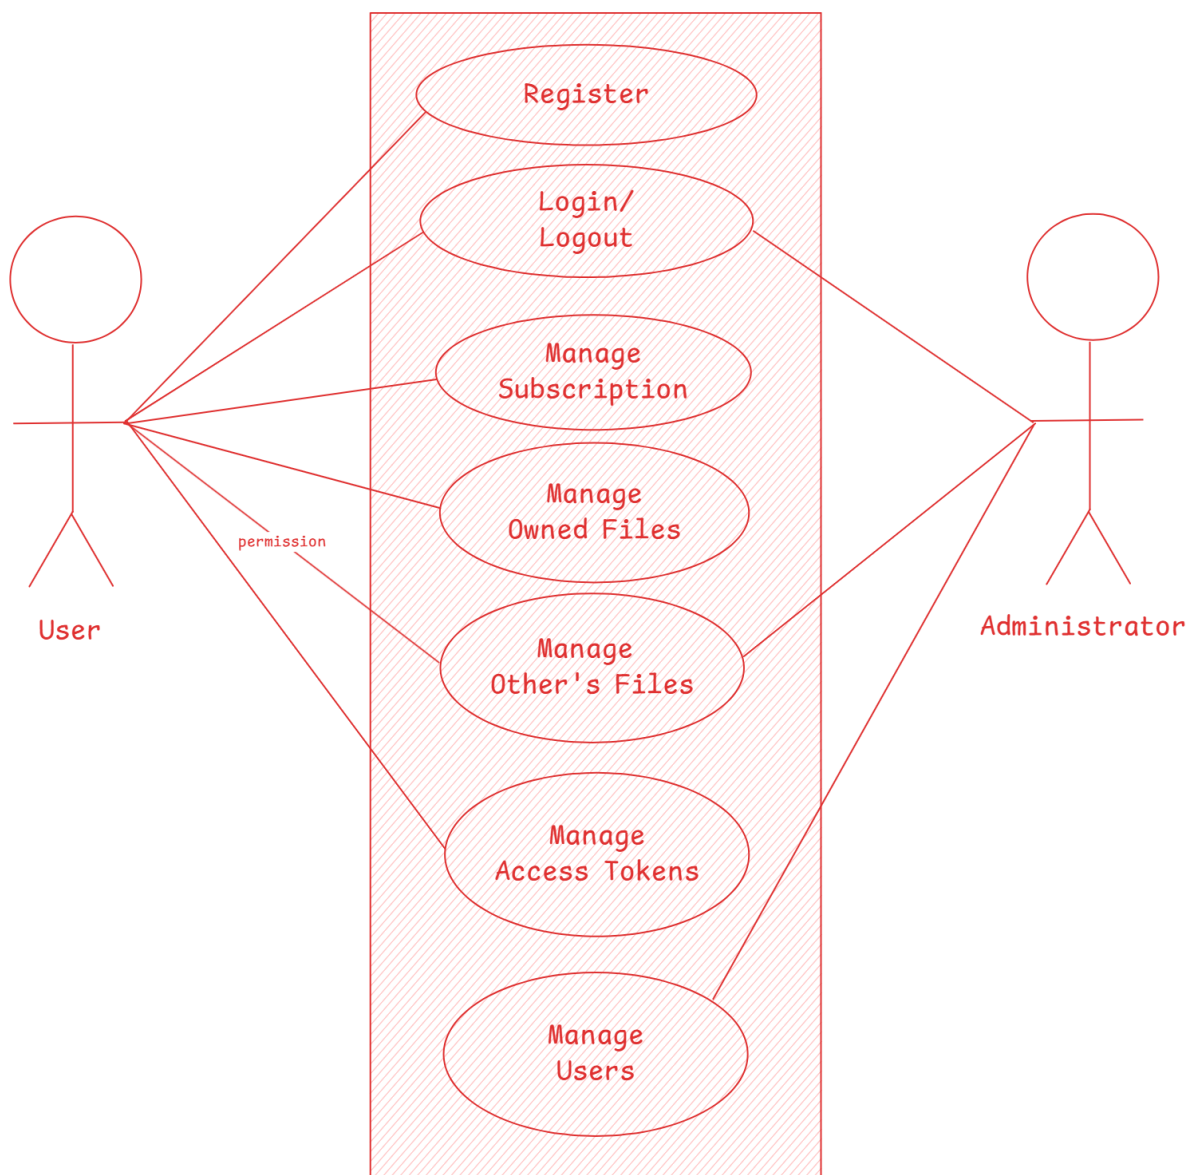 Register
Login/
Logout
Manage
Subscription
Manage
Owned Files
permission
User
Manage
Other's Files
Administrator
Manage
Access Tokens
Manage
Users